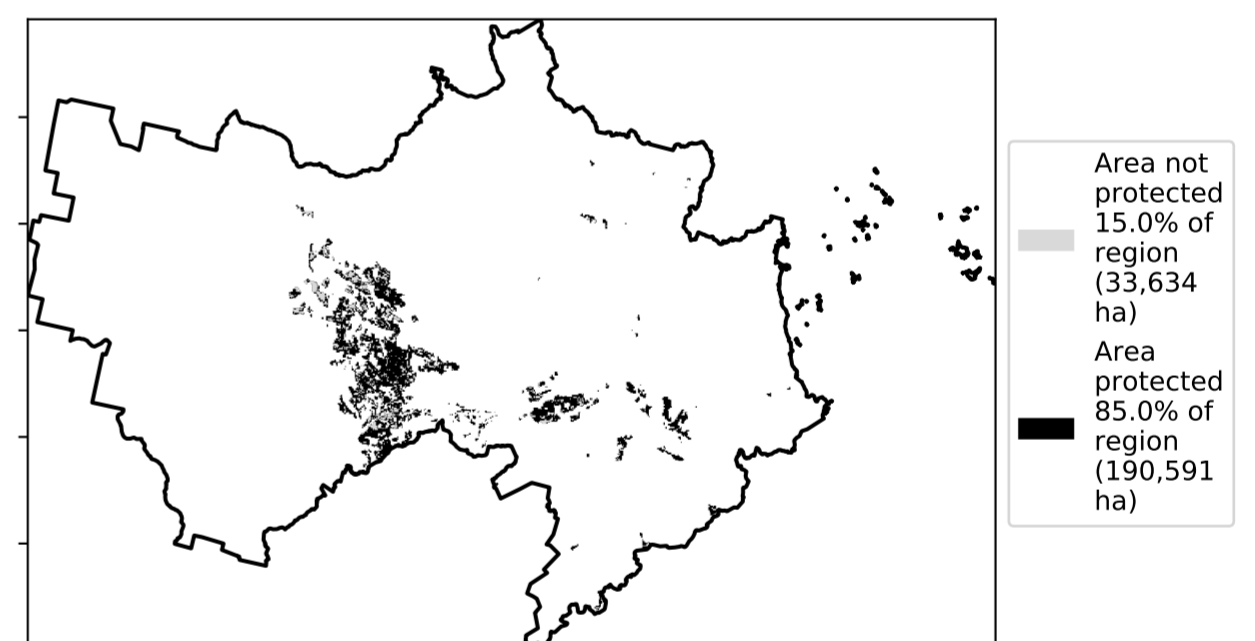 Area not
protected
15.0% of
region
(33,634
ha)
Area
protected
85.0% of
region
(190,591
ha)